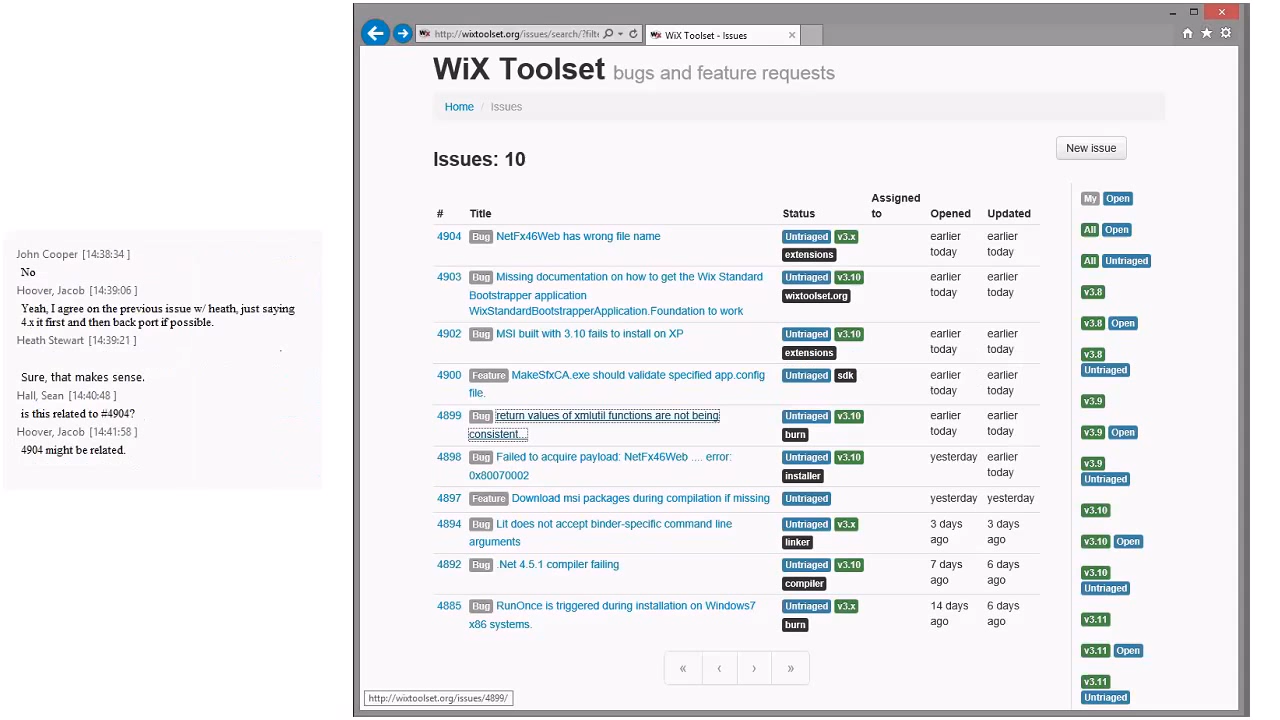 John Cooper [14:38:34 ]
No
Hoover, Jacob [14:39:06 ]
Yeah, I agree on the previous issue w/ heath, just saying
4.x it first and then back port if possible.
Heath Stewart [14:39:21 ]
Sure, that makes sense.
Hall, Sean [14:40:48 ]
is this related to #4904?
Hoover, Jacob [14:41:58 ]
4904 might be related.
http://wixtoolset.org/issues/search/?filt
WiX Toolset - Issues
WiX Toolset bugs and feature requests
Home / Issues
Issues: 10
New issue
# Title Status Assigned to Opened Updated
4904 Bug NetFx46Web has wrong file name Untriaged v3.x earlier earlier
extensions today today
4903 Bug Missing documentation on how to get the Wix Standard Untriaged v3.10 earlier earlier
Bootstrapper application wixtoolset.org today today
WixStandardBootstrapperApplication.Foundation to work
4902 Bug MSI built with 3.10 fails to install on XP Untriaged v3.10 earlier earlier
extensions today today
4900 Feature MakeSfxCA.exe should validate specified app.config Untriaged sdk earlier earlier
file. today today
4899 Bug return values of xmlutil functions are not being Untriaged v3.10 earlier earlier
consistent... burn today today
4898 Bug Failed to acquire payload: NetFx46Web .... error: Untriaged v3.10 yesterday earlier
0x80070002 installer today
4897 Feature Download msi packages during compilation if missing Untriaged yesterday yesterday
4894 Bug Lit does not accept binder-specific command line Untriaged v3.x 3 days 3 days
arguments linker ago ago
4892 Bug .Net 4.5.1 compiler failing Untriaged v3.10 7 days 6 days
compiler ago ago
4885 Bug RunOnce is triggered during installation on Windows7 Untriaged v3.x 14 days 6 days
x86 systems. burn ago ago
« ‹ › »
My Open
All Open
All Untriaged
v3.8
v3.8 Open
v3.8
Untriaged
v3.9
v3.9 Open
v3.9
Untriaged
v3.10
v3.10 Open
v3.10
Untriaged
v3.11
v3.11 Open
v3.11
Untriaged
http://wixtoolset.org/issues/4899/